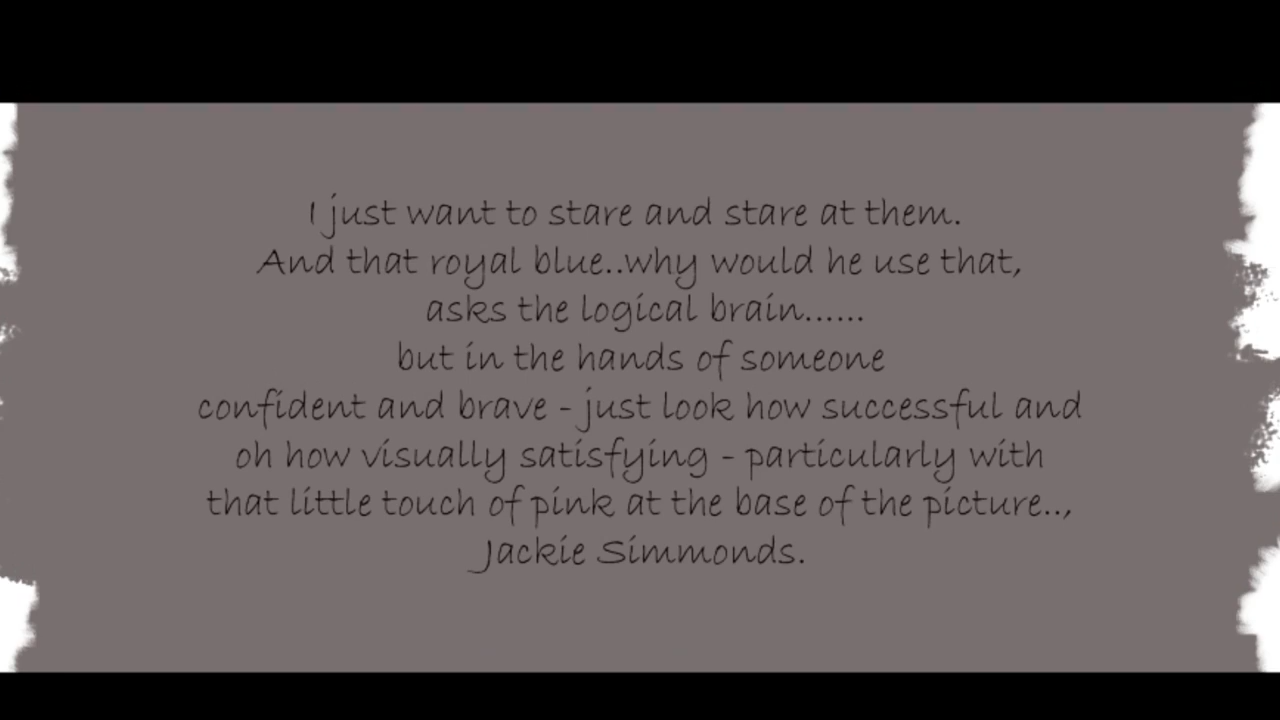 I just want to stare and stare at them.
And that royal blue..why would he use that,
asks the logical brain......
but in the hands of someone
confident and brave - just look how successful and
oh how visually satisfying - particularly with
that little touch of pink at the base of the picture..,
Jackie Simmonds.